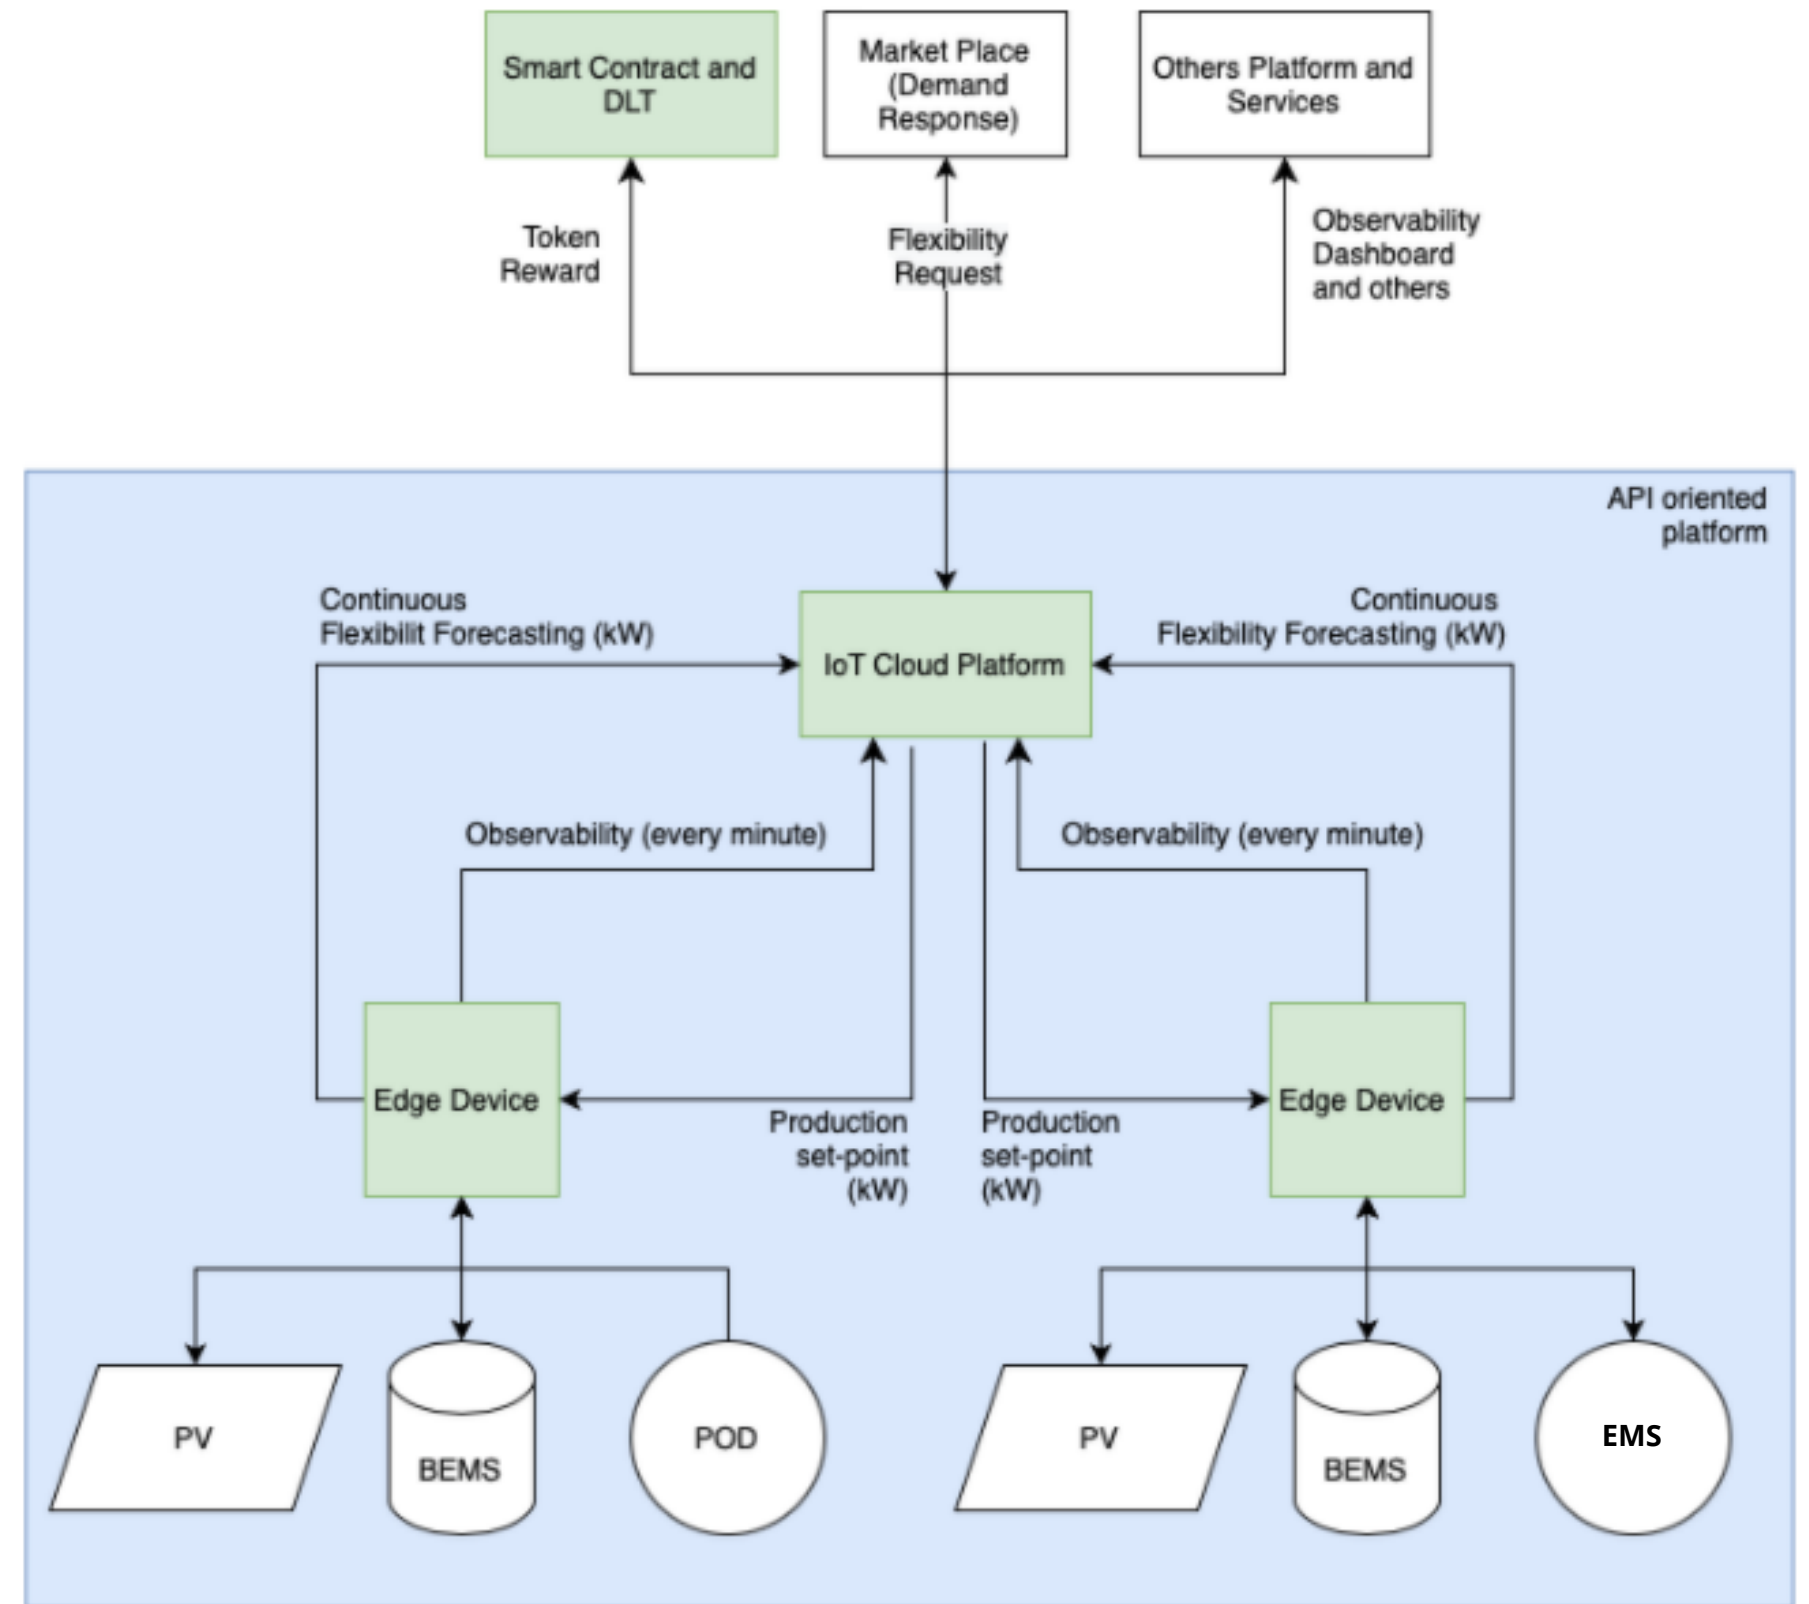 Smart Contract and
DLT
Market Place
(Demand
Response)
Others Platform and
Services
Token
Reward
Flexibility
Request
Observability
Dashboard
and others
API oriented
platform
Continuous
Flexibilit Forecasting (kW)
Continuous
Flexibility Forecasting (kW)
IoT Cloud Platform
Observability (every minute)
Observability (every minute)
Edge Device
Edge Device
Production
set-point
(kW)
Production
set-point
(kW)
PV
BEMS
POD
PV
BEMS
EMS